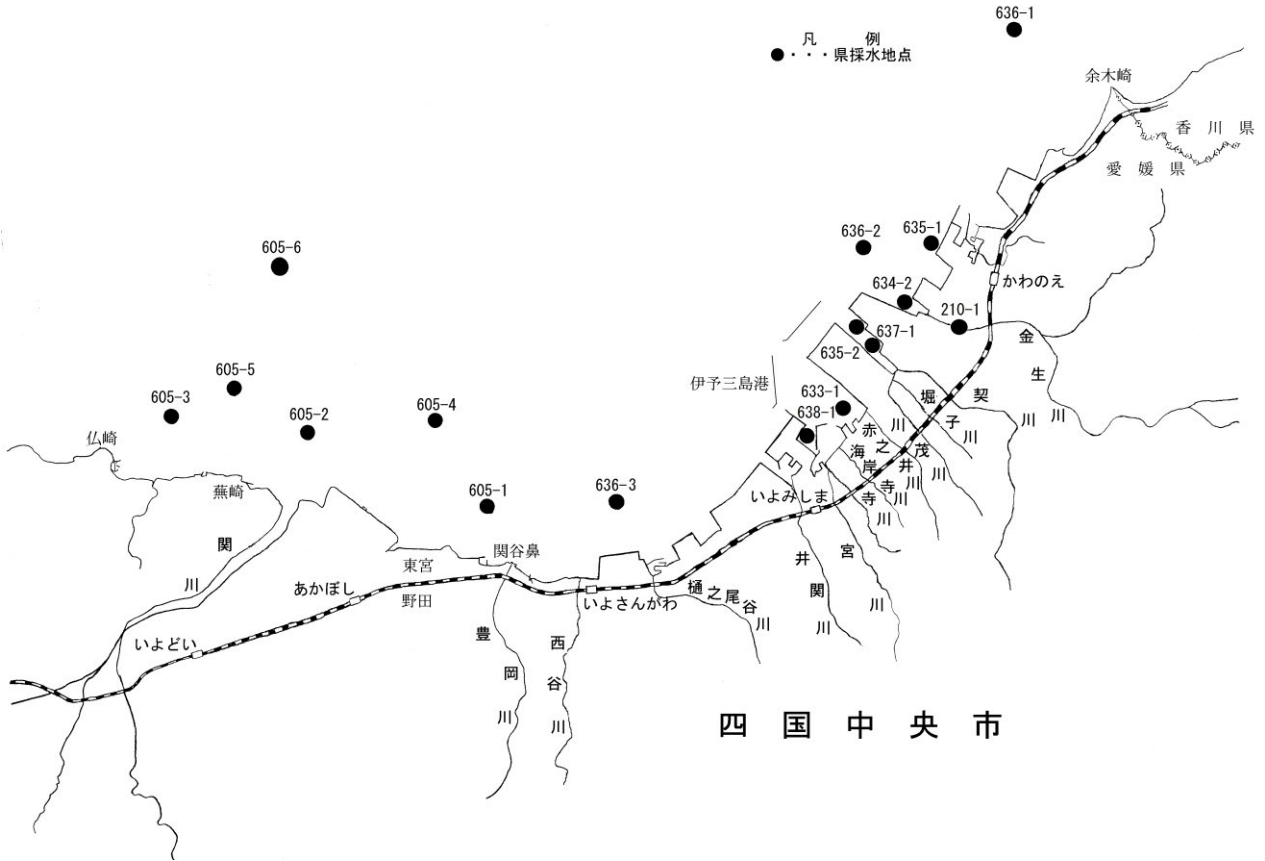 636-1
凡 例
●・・・県採水地点
余木崎
香川県
愛媛県
605-6
636-2
635-1
かわのえ
634-2
210-1
637-1
635-2
金生川
伊予三島港
605-5
605-3
605-2
605-4
633-1
638-1
契川
堀子川
赤之井川
茂川
海岸寺川
寺川
仏崎
蕪崎
605-1
636-3
いよみしま
関川
関谷鼻
東宮
野田
あかぼし
いよさんがわ
樋之尾谷川
井関川
宮川
いよどい
豊岡川
西谷川
四国中央市